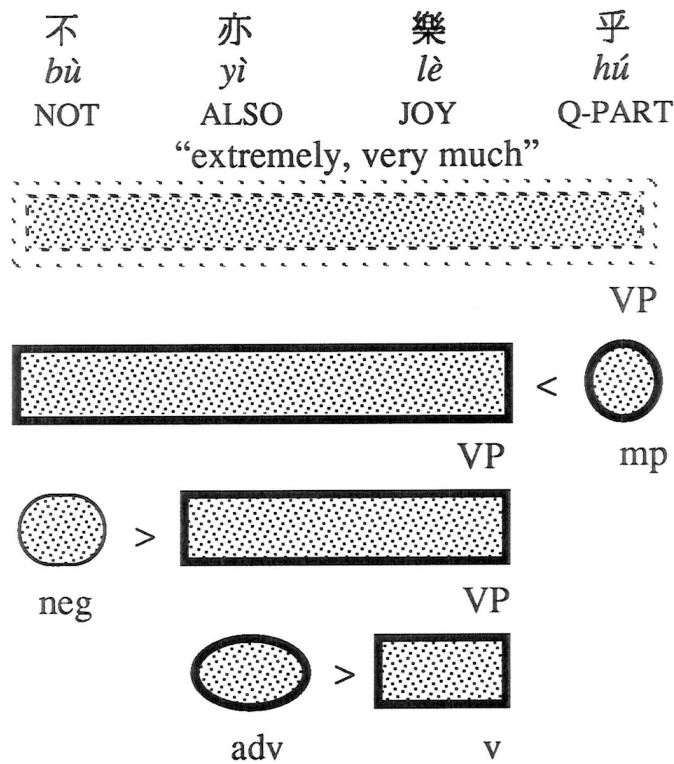 不 亦 樂 乎
bù yì lè hú
NOT ALSO JOY Q-PART
“extremely, very much”
VP
<
VP mp
>
neg VP
>
adv v